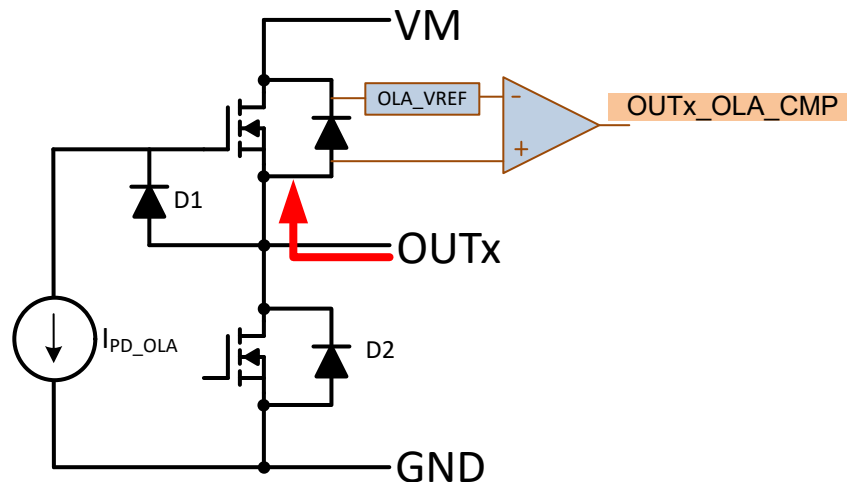 VM
OLA_VREF
-
OUTx_OLA_CMP
+
D1
OUTx
IPD_OLA
D2
GND